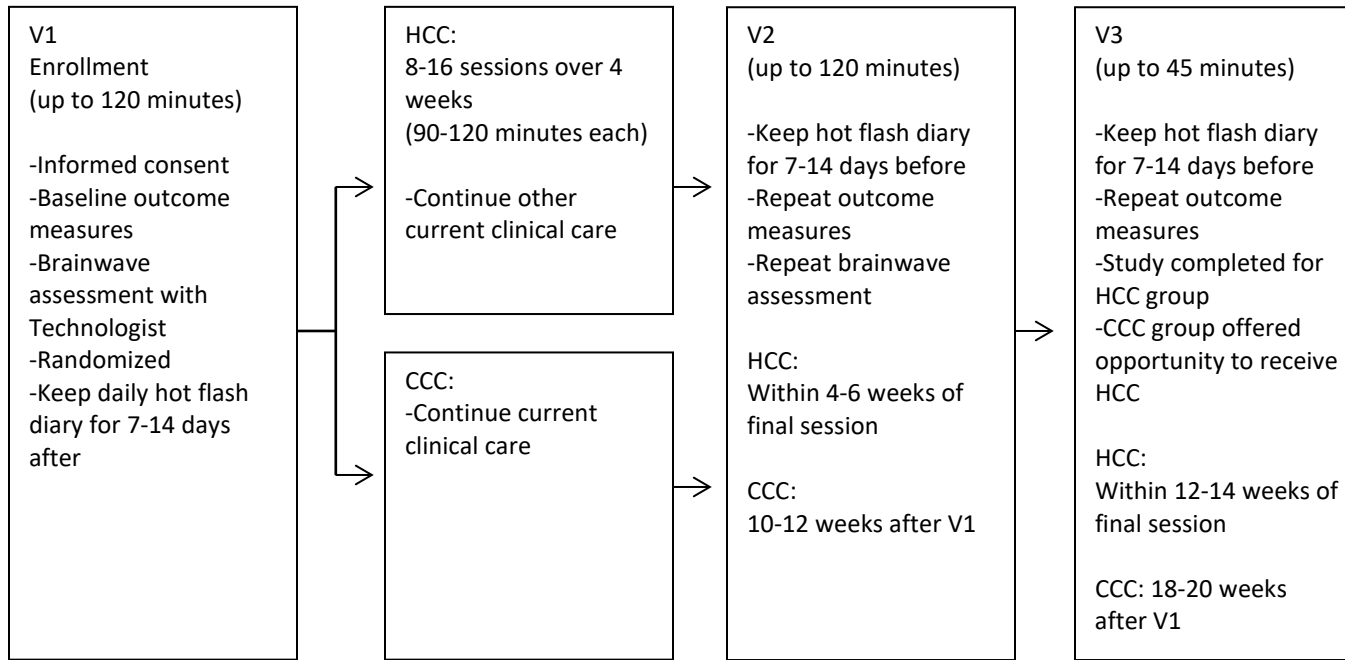 V1
Enrollment
(up to 120 minutes)
-Informed consent
-Baseline outcome
measures
-Brainwave
assessment with
Technologist
-Randomized
-Keep daily hot flash
diary for 7-14 days
after
HCC:
8-16 sessions over 4
weeks
(90-120 minutes each)
-Continue other
current clinical care
CCC:
-Continue current
clinical care
V2
(up to 120 minutes)
-Keep hot flash diary
for 7-14 days before
-Repeat outcome
measures
-Repeat brainwave
assessment
HCC:
Within 4-6 weeks of
final session
CCC:
10-12 weeks after V1
V3
(up to 45 minutes)
-Keep hot flash diary
for 7-14 days before
-Repeat outcome
measures
-Study completed for
HCC group
-CCC group offered
opportunity to receive
HCC
HCC:
Within 12-14 weeks of
final session
CCC: 18-20 weeks
after V1